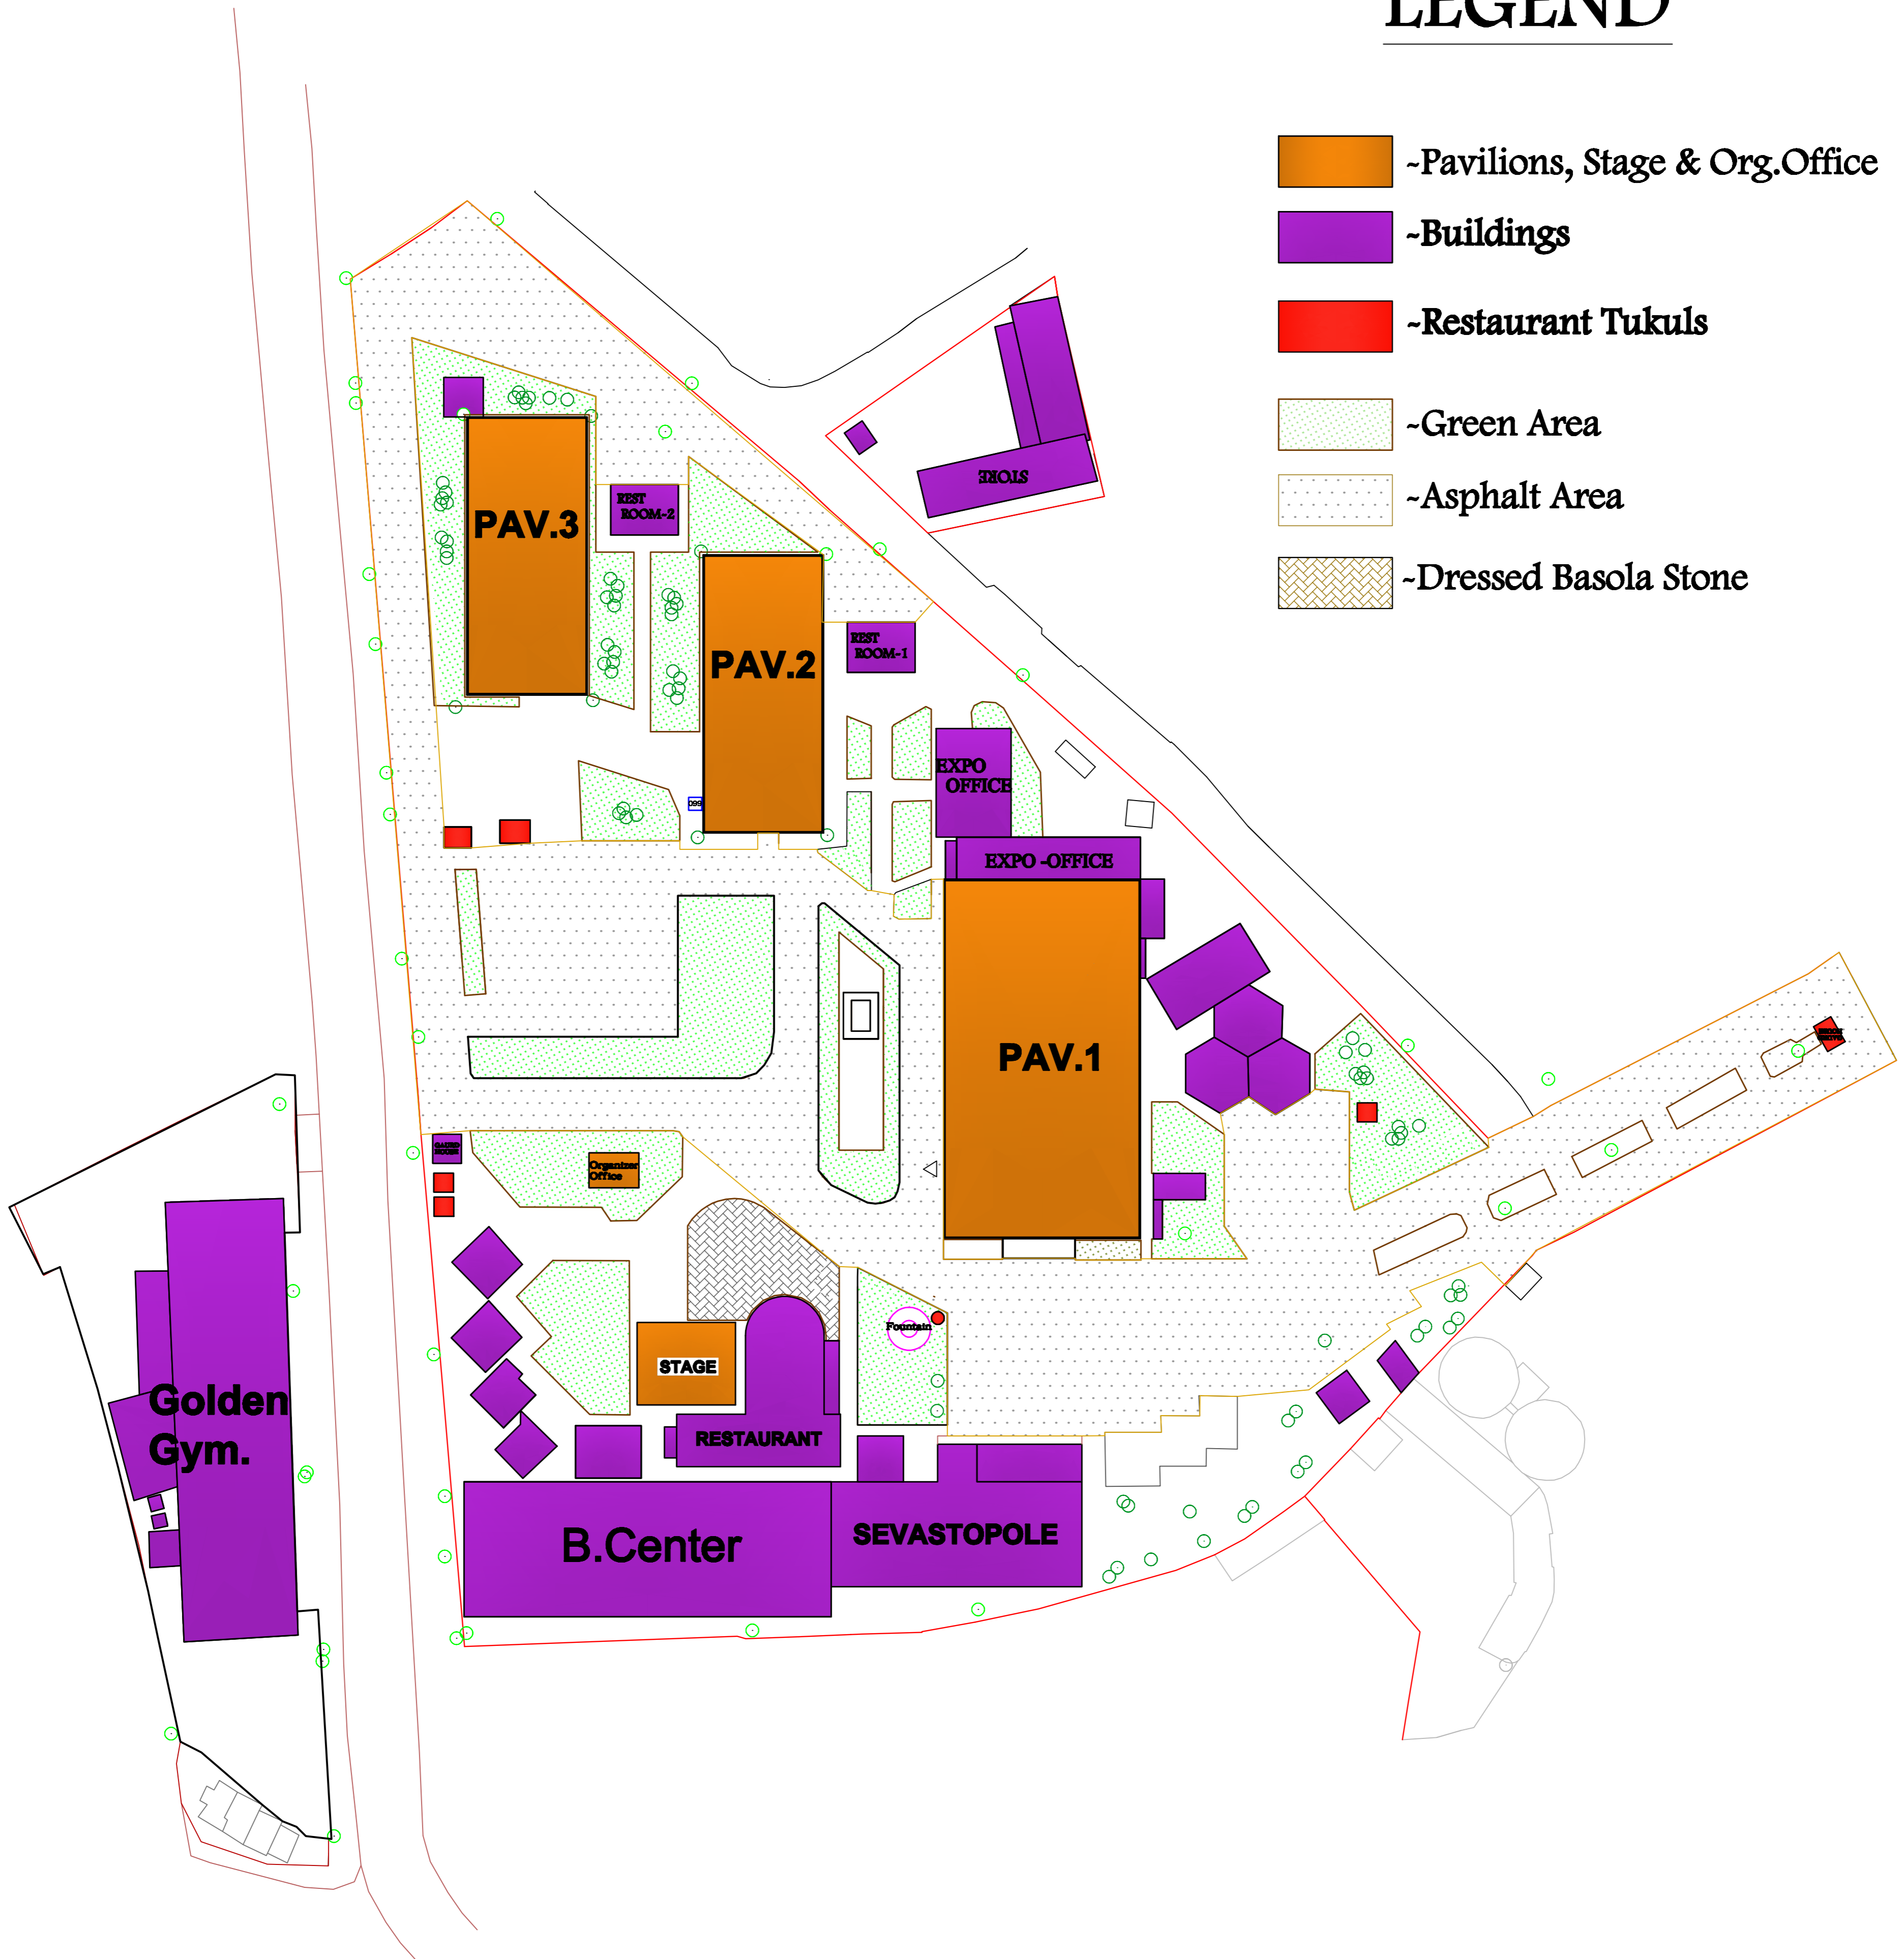 LEGEND
~Pavilions, Stage & Org.Office
~Buildings
~Restaurant Tukuls
~Green Area
~Asphalt Area
~Dressed Basola Stone
STORE
PAV.3
REST
ROOM-2
PAV.2
REST
ROOM-1
EXPO
OFFICE
EXPO -OFFICE
PAV.1
Organizer
Office
Fountain
STAGE
Golden
Gym.
RESTAURANT
B.Center
SEVASTOPOLE